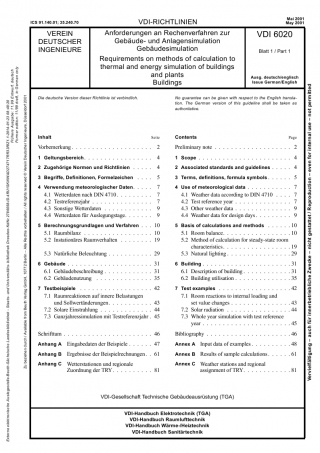 ICS 91.140.01; 35.240.70
VDI-RICHTLINIEN
Mai 2001
May 2001
VEREIN
DEUTSCHER
INGENIEURE
Anforderungen an Rechenverfahren zur
Gebäude- und Anlagensimulation
Gebäudesimulation
Requirements on methods of calculation to
thermal and energy simulation of buildings
and plants
Buildings
VDI 6020
Blatt 1 / Part 1
Ausg. deutsch/englisch
Issue German/English
Die deutsche Version dieser Richtlinie ist verbindlich.
No guarantee can be given with respect to the English transla-
tion. The German version of this guideline shall be taken as
authoritative.
Inhalt Seite
Vorbemerkung . . . 2
1 Geltungsbereich . . . 4
2 Zugehörige Normen und Richtlinien . . . 4
3 Begriffe, Definitionen, Formelzeichen . . . 5
4 Verwendung meteorologischer Daten . . . 7
4.1 Wetterdaten nach DIN 4710 . . . 7
4.2 Testreferenzjahr . . . 7
4.3 Sonstige Wetterdaten . . . 9
4.4 Wetterdaten für Auslegungstage . . . 9
5 Berechnungsgrundlagen und Verfahren . . . 10
5.1 Raumbilanz . . . 10
5.2 Instationäres Raumverhalten . . . 19
5.3 Natürliche Beleuchtung . . . 29
6 Gebäude . . . 31
6.1 Gebäudebeschreibung . . . 31
6.2 Gebäudenutzung . . . 35
7 Testbeispiele . . . 42
7.1 Raumreaktionen auf innere Belastungen
und Sollwertänderungen . . . 43
7.2 Solare Einstrahlung . . . 44
7.3 Ganzjahressimulation mit Testreferenzjahr . . 45
Schrifttum . . . 46
Anhang A Eingabedaten der Beispiele . . . 47
Anhang B Ergebnisse der Beispielrechnungen . . . 61
Anhang C Wetterstationen und regionale
Zuordnung der TRY . . . 81
Contents Page
Preliminary note . . . 2
1 Scope . . . 4
2 Associated standards and guidelines . . . 4
3 Terms, definitions, formula symbols . . . 5
4 Use of meteorological data . . . 7
4.1 Weather data according to DIN 4710 . . . 7
4.2 Test reference year . . . 7
4.3 Other weather data . . . 9
4.4 Weather data for design days . . . 9
5 Basis of calculations and methods . . . 10
5.1 Room balance . . . 10
5.2 Method of calculation for steady-state room
characteristics . . . 19
5.3 Natural lighting . . . 29
6 Building . . . 31
6.1 Description of building . . . 31
6.2 Building utilisation . . . 35
7 Test examples . . . 42
7.1 Room reactions to internal loading and
set value changes . . . 43
7.2 Solar radiation . . . 44
7.3 Whole year simulation with test reference
year . . . 45
Bibliography . . . 46
Annex A Input data of examples . . . 48
Annex B Results of sample calculations . . . 61
Annex C Weather stations and regional
assignment of TRY . . . 81
VDI-Gesellschaft Technische Gebäudeausrüstung (TGA)
VDI-Handbuch Elektrotechnik (TGA)
VDI-Handbuch Raumlufttechnik
VDI-Handbuch Wärme-/Heiztechnik
VDI-Handbuch Sanitärtechnik
Vervielfältigung – auch für innerbetriebliche Zwecke – nicht gestattet / Reproduction – even for internal use – not permitted